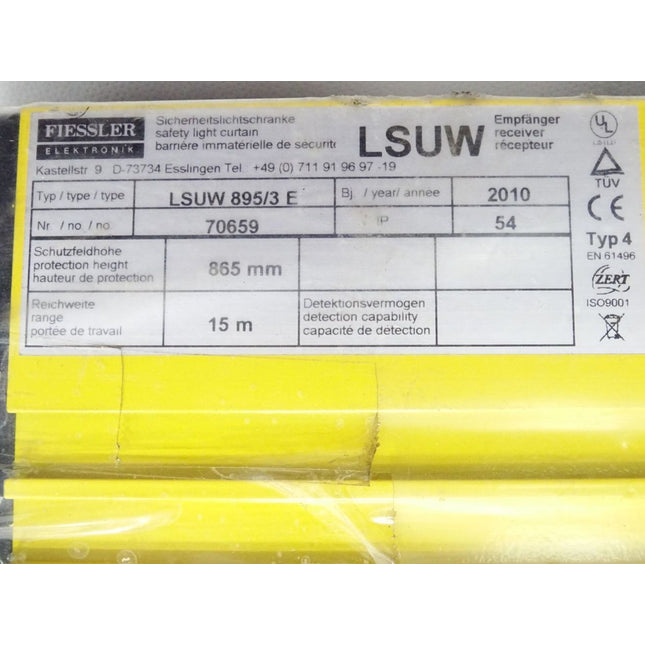 FIESSLER
ELEKTRONIK
Sicherheitslichtschranke
safety light curtain
barrière immatérielle de sécurité
LSUW
Empfänger
receiver
récepteur
Kastellstr 9 D-73734 Esslingen Tel. +49 (0) 711 91 96 97 -19
Typ / type / type LSUW 895/3 E Bj. / year/ annee 2010
Nr. / no. / no. 70659 IP 54
Schutzfeldhöhe
protection height
hauteur de protection
865 mm
Reichweite
range
portée de travail
15 m
Detektionsvermogen
detection capability
capacité de détection
UL
TÜV
CE
Typ 4
EN 61496
ZERT
ISO9001